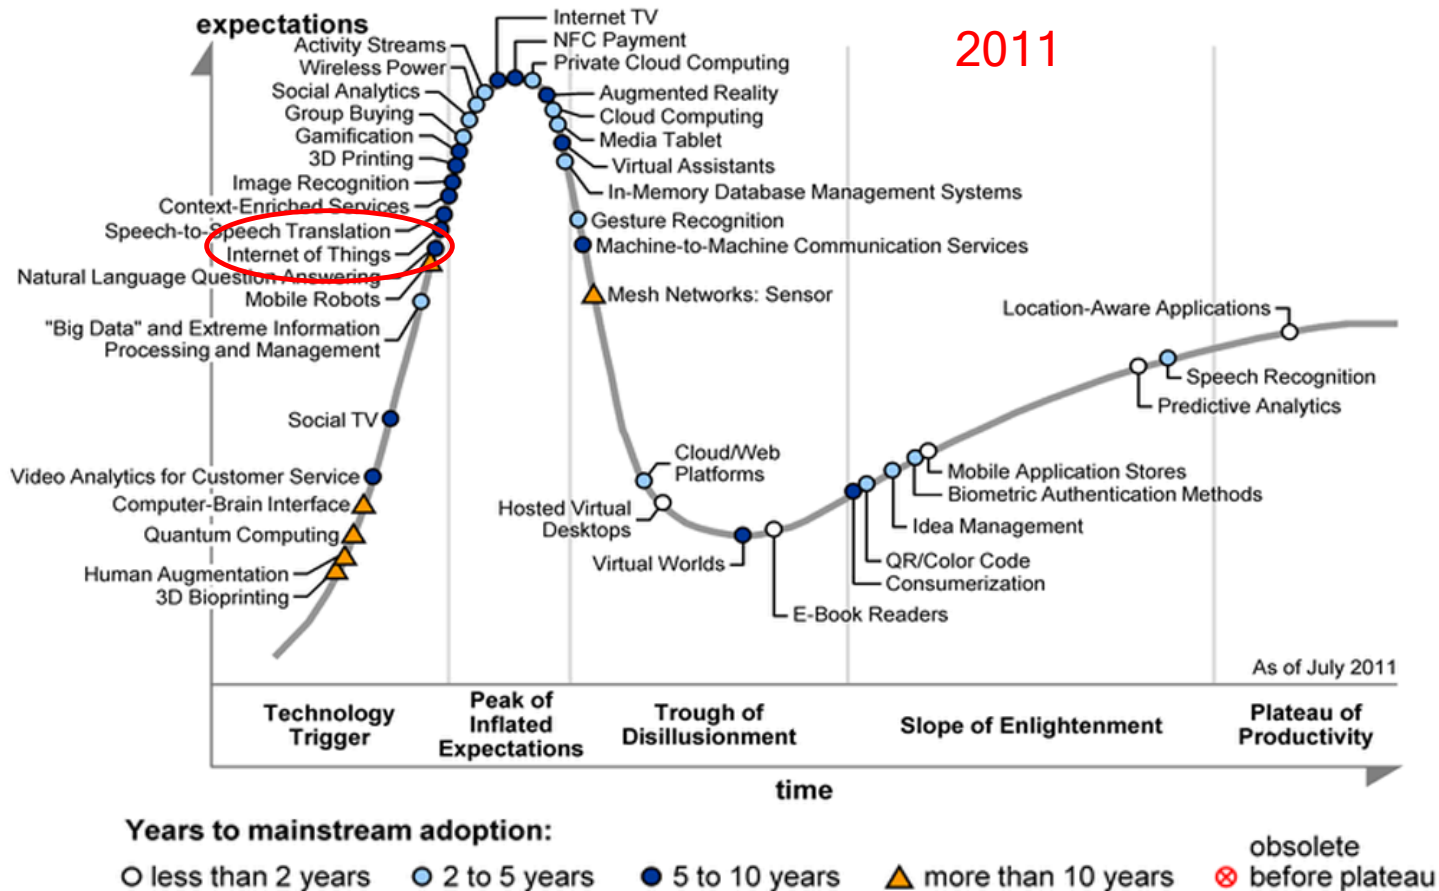 expectations
2011
Internet TV
NFC Payment
Private Cloud Computing
Activity Streams
Wireless Power
Social Analytics
Group Buying
Gamification
3D Printing
Image Recognition
Context-Enriched Services
Speech-to-Speech Translation
Internet of Things
Natural Language Question Answering
Mobile Robots
"Big Data" and Extreme Information
Processing and Management
Social TV
Video Analytics for Customer Service
Computer-Brain Interface
Quantum Computing
Human Augmentation
3D Bioprinting
Augmented Reality
Cloud Computing
Media Tablet
Virtual Assistants
In-Memory Database Management Systems
Gesture Recognition
Machine-to-Machine Communication Services
Mesh Networks: Sensor
Cloud/Web
Platforms
Hosted Virtual
Desktops
Virtual Worlds
E-Book Readers
Location-Aware Applications
Speech Recognition
Predictive Analytics
Mobile Application Stores
Biometric Authentication Methods
Idea Management
QR/Color Code
Consumerization
As of July 2011
Technology
Trigger
Peak of
Inflated
Expectations
Trough of
Disillusionment
Slope of Enlightenment
Plateau of
Productivity
time
Years to mainstream adoption:
less than 2 years
2 to 5 years
5 to 10 years
more than 10 years
obsolete
before plateau